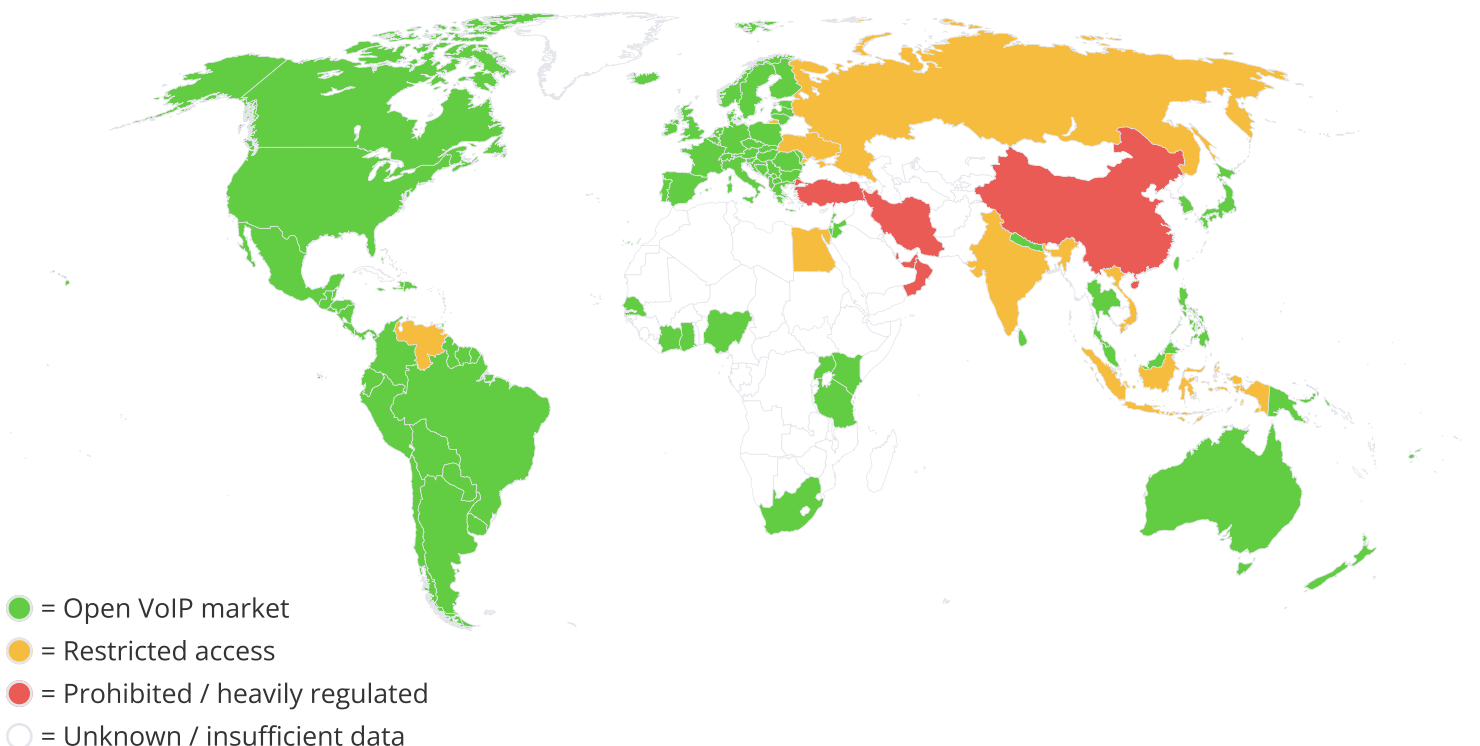 = Open VoIP market
= Restricted access
= Prohibited / heavily regulated
= Unknown / insufficient data